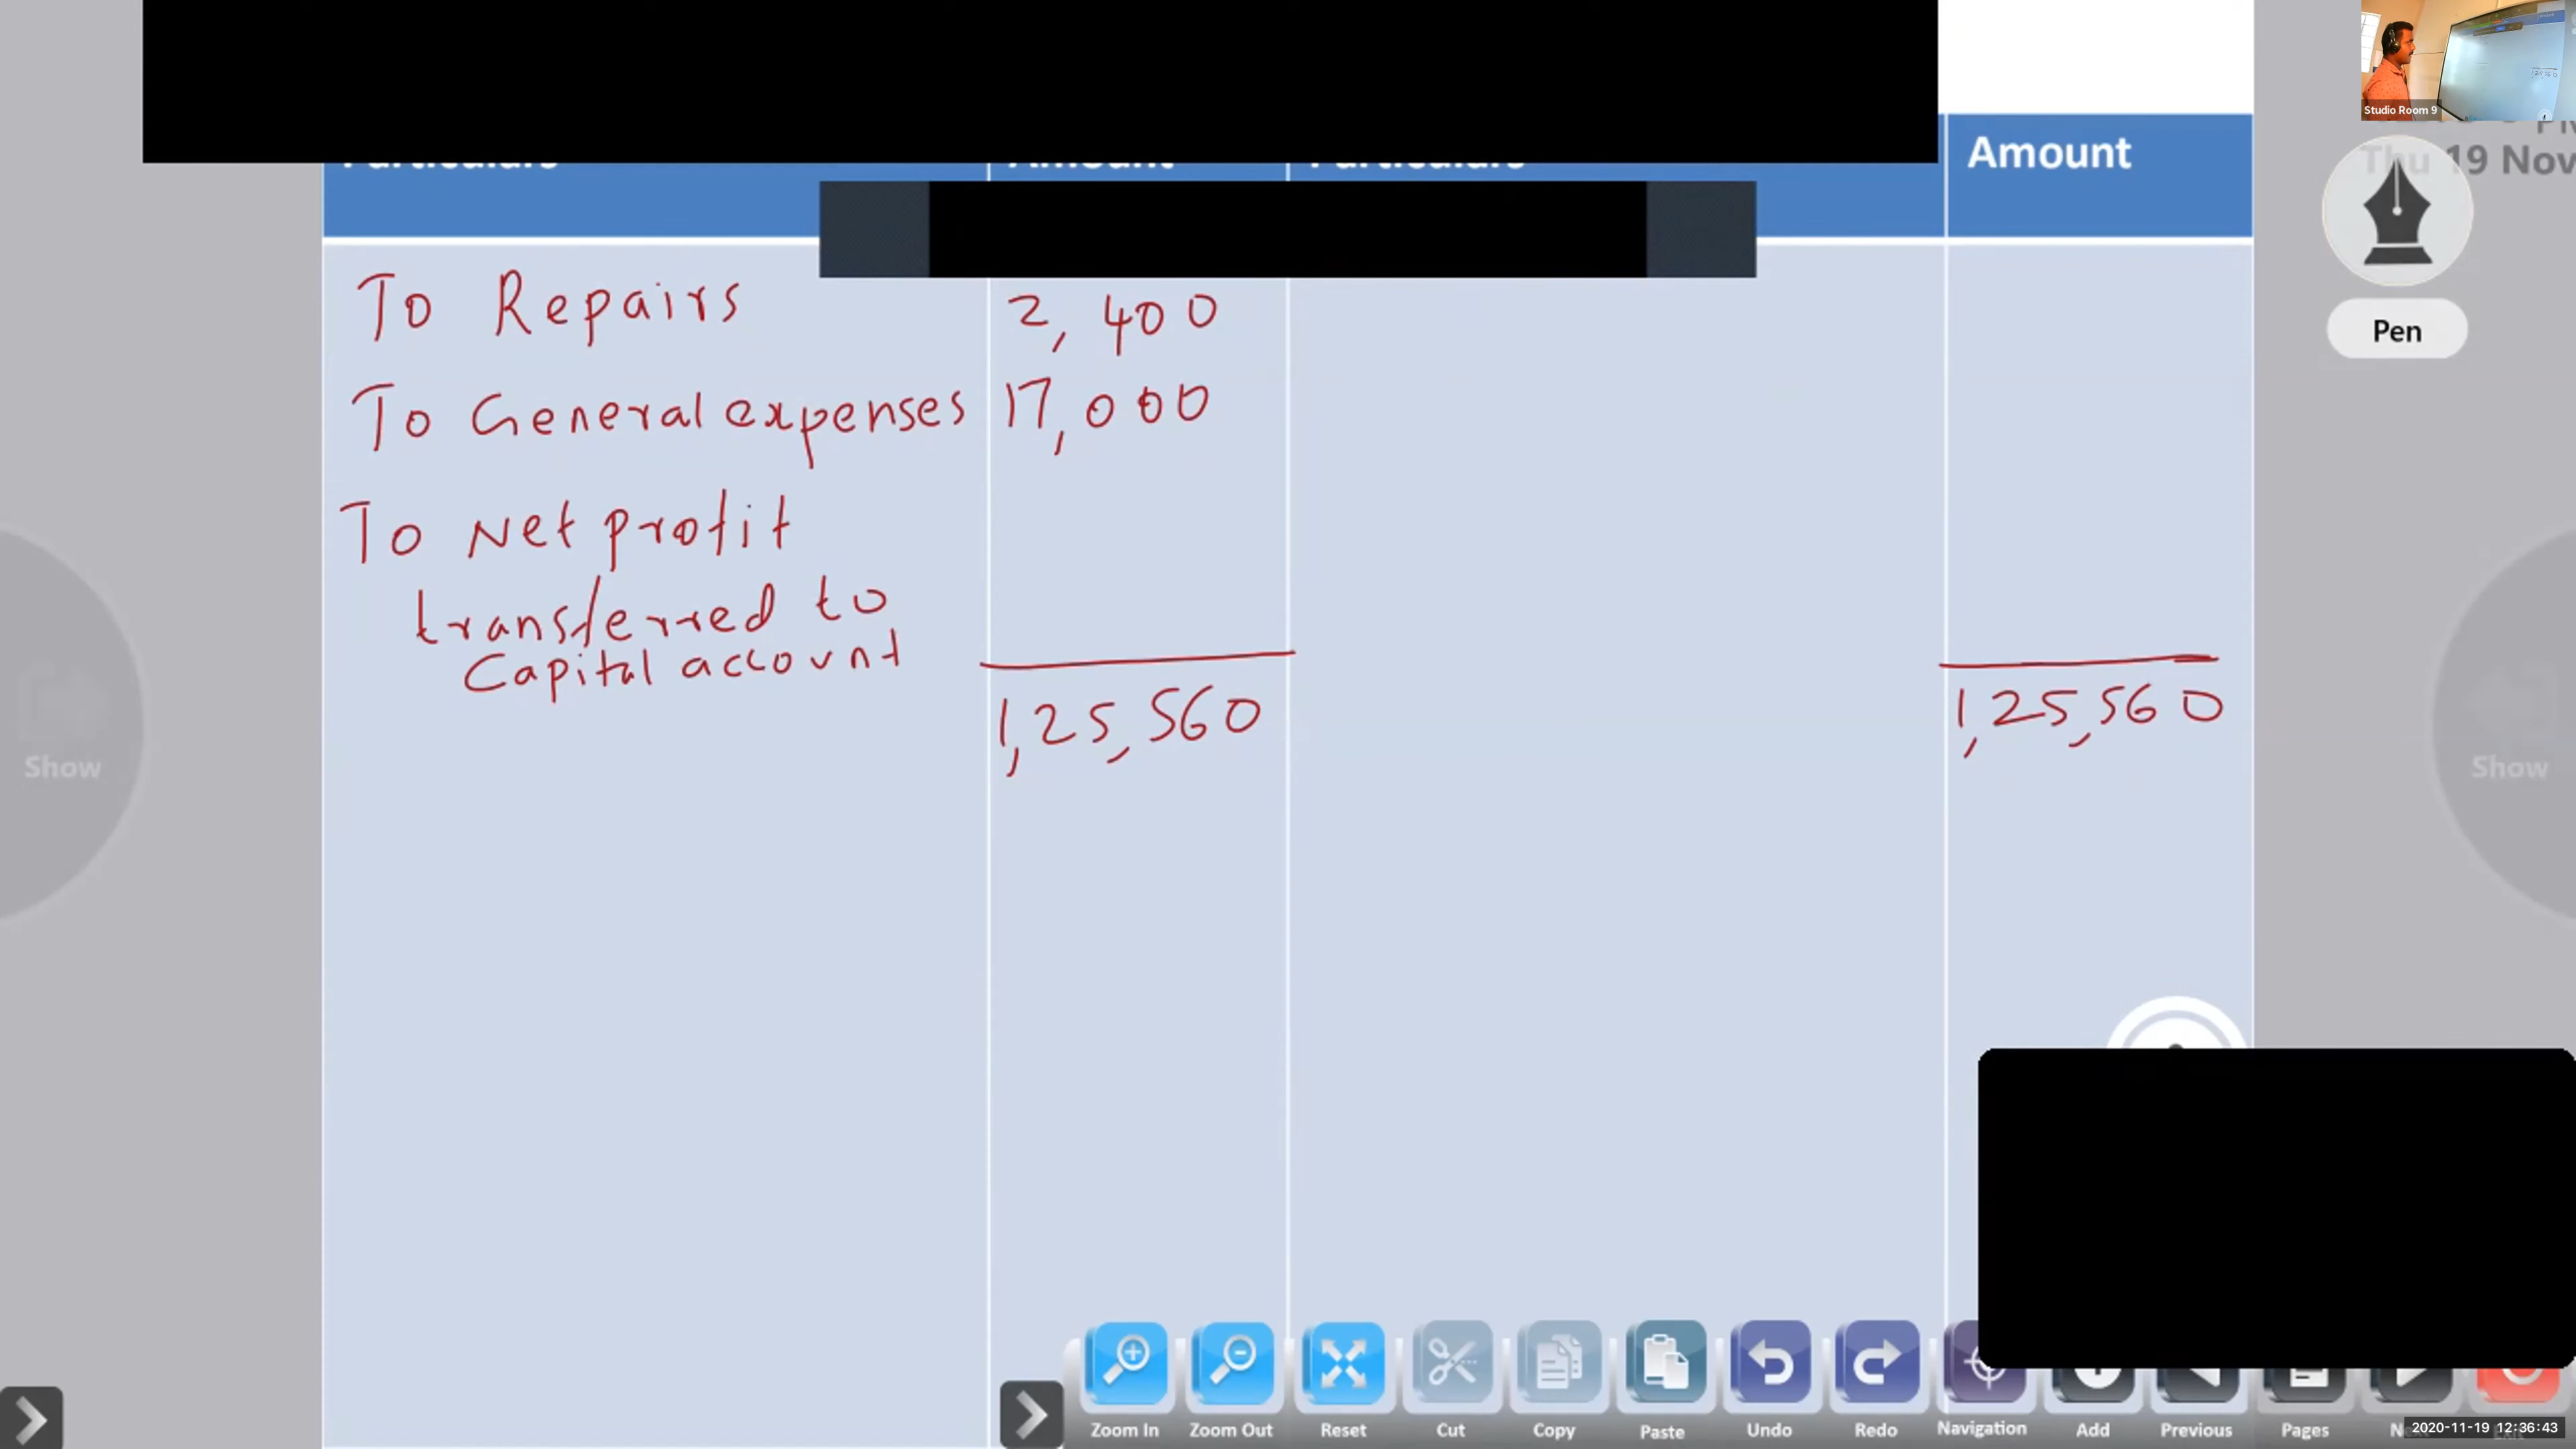 Studio Room 9
Amount
Thu 19 Nov
Pen
To Repairs 2,400
To General expenses 17,000
To Net profit
transferred to
Capital account
1,25,560 1,25,560
Show Show
Zoom In Zoom Out Reset Cut Copy Paste Undo Redo Navigation Add Previous Pages
2020-11-19 12:36:43